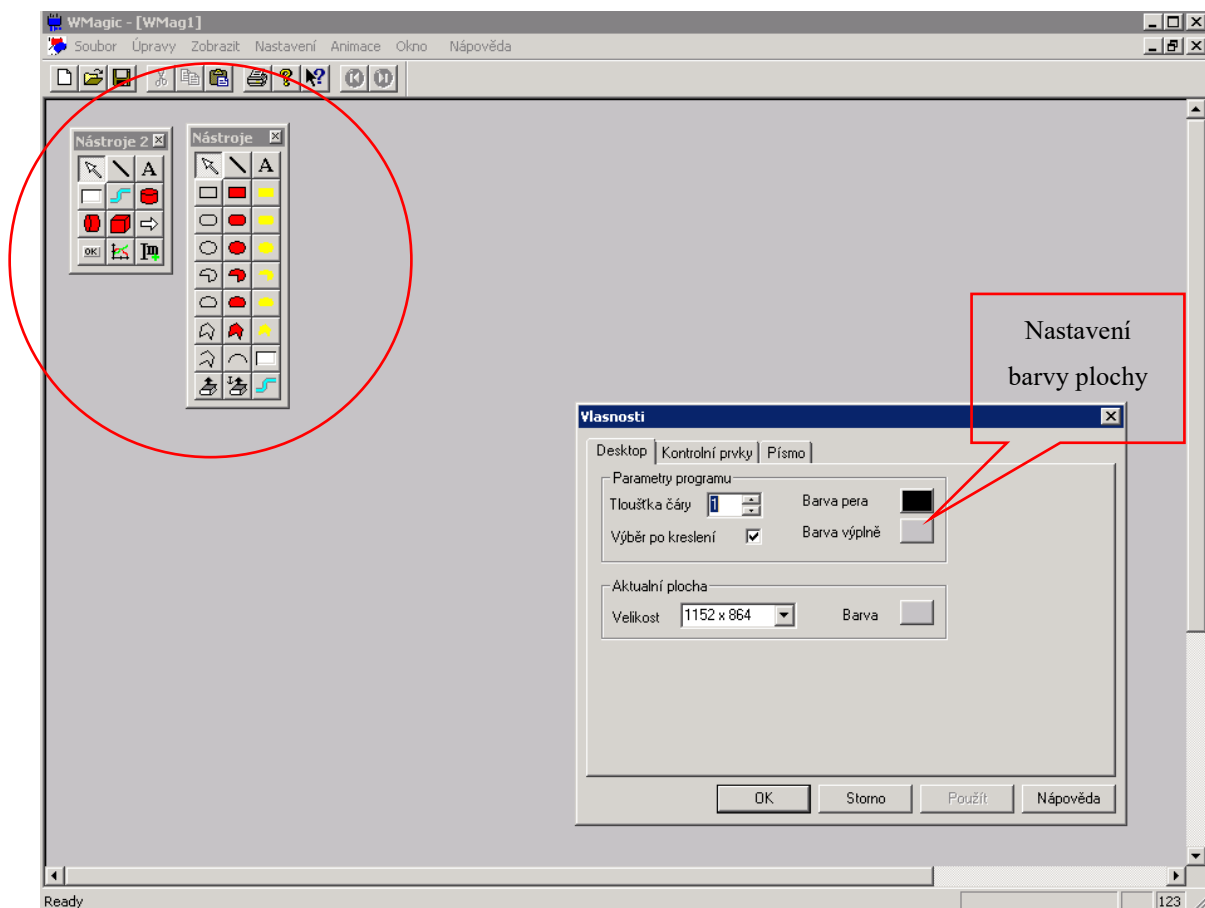 WMagic - [WMag1]
Soubor Úpravy Zobrazit Nastavení Animace Okno Nápověda
Nástroje 2
A
OK
Nástroje
A
Nastavení
barvy plochy
Vlasnosti
Desktop Kontrolní prvky Písmo
Parametry programu
Tloušťka čáry 1 Barva pera
Výběr po kreslení Barva výplně
Aktualní plocha
Velikost 1152 x 864 Barva
OK Storno Použít Nápověda
Ready 123